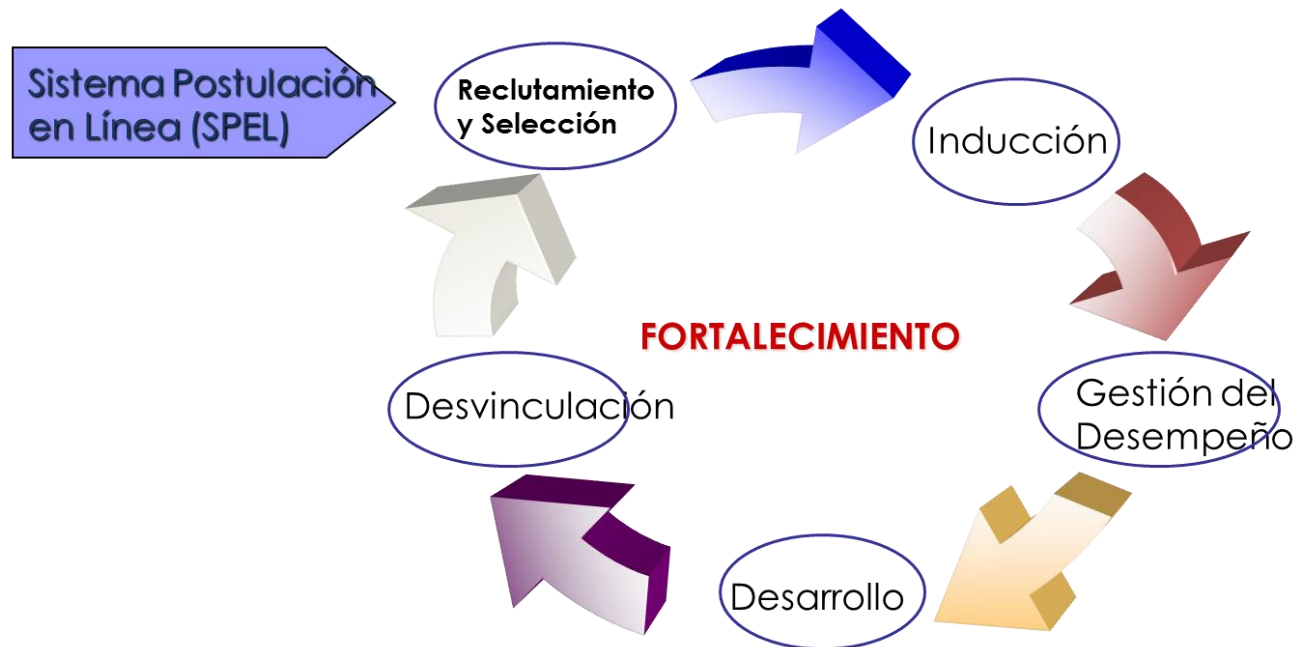 Sistema Postulación
en Línea (SPEL)
Reclutamiento
y Selección
Inducción
FORTALECIMIENTO
Desvinculación
Gestión del
Desempeño
Desarrollo